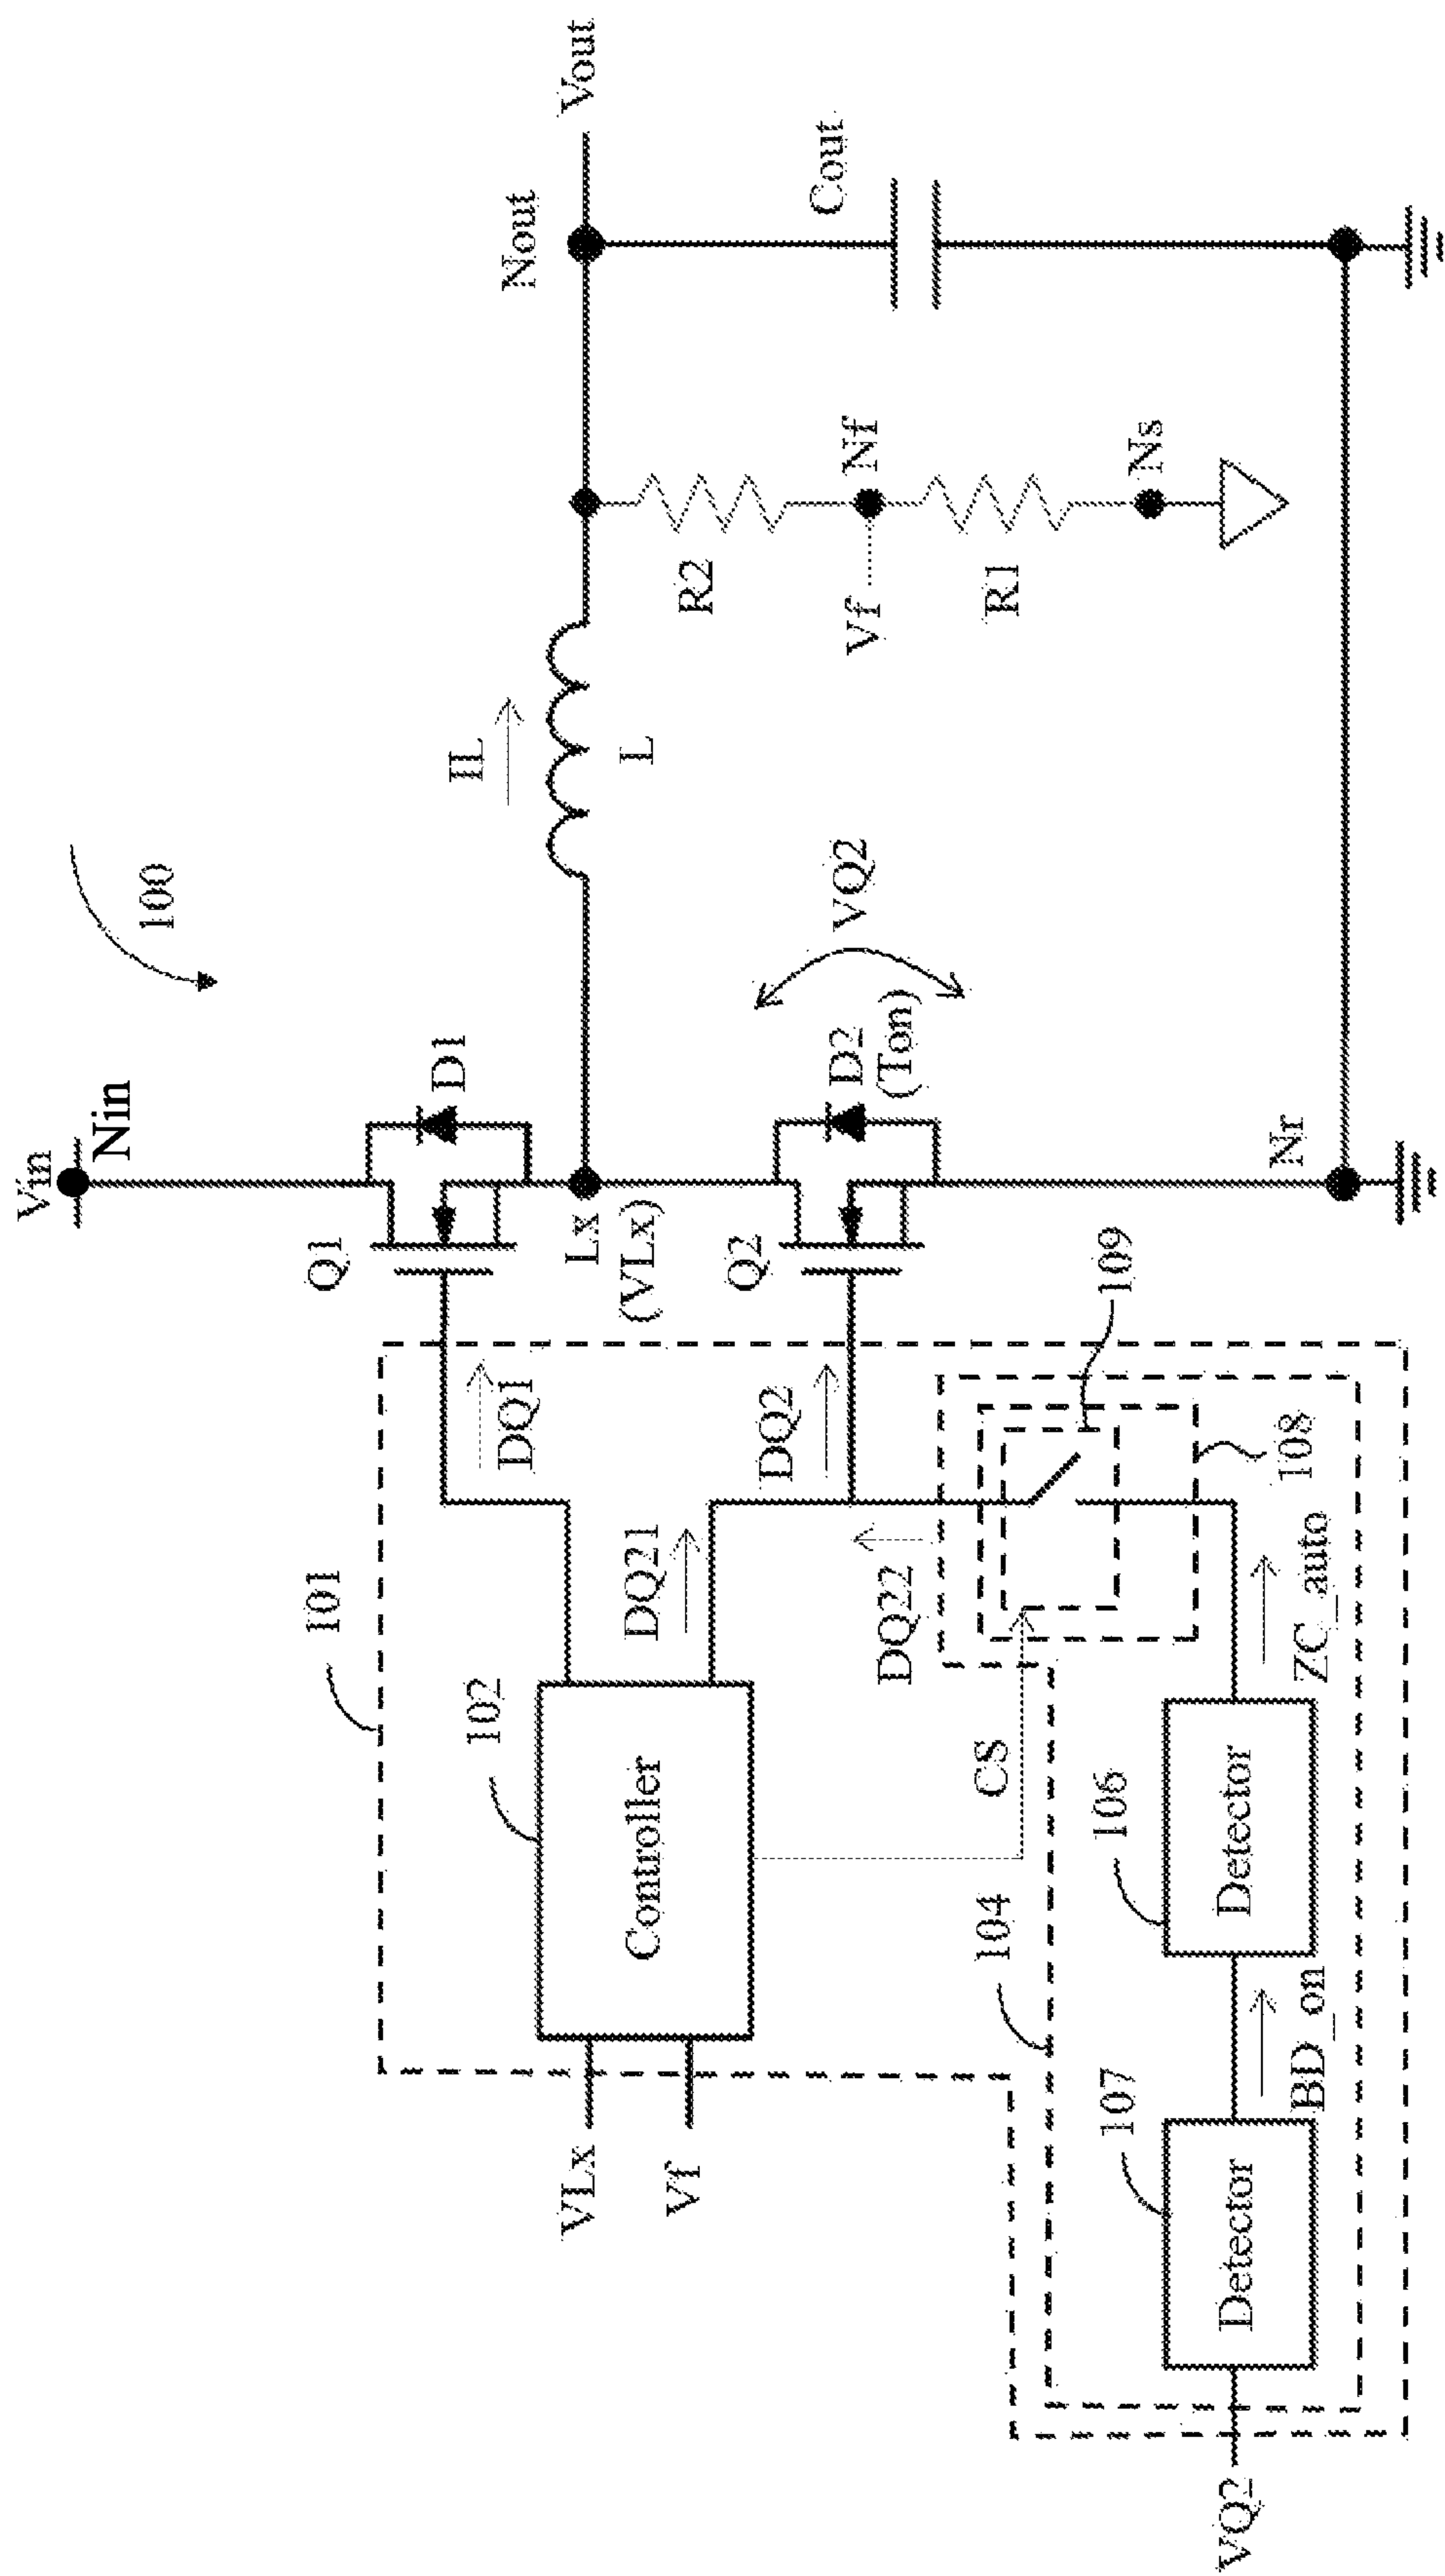 100
Vin
Nin
Q1
D1
Lx
(VLx)
IL
L
Nout
Vout
R2
Vf
Nf
R1
Ns
Cout
Q2
D2
(Ton)
VQ2
Nr
101
102
Controller
VLx
Vf
DQ1
DQ21
DQ2
DQ22
CS
109
108
104
107
Detector
106
Detector
VQ2
BD_on
ZC_auto